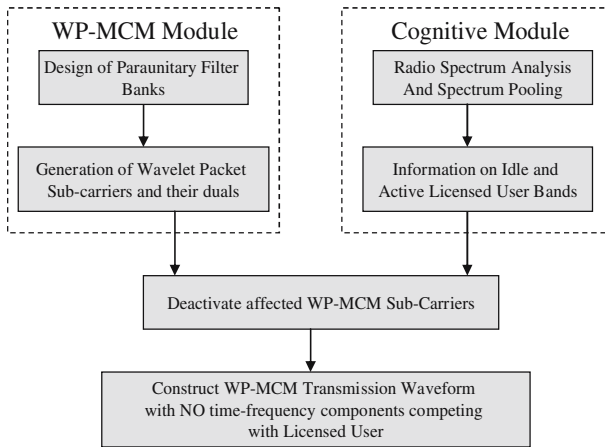 WP-MCM Module
Design of Paraunitary Filter
Banks
Generation of Wavelet Packet
Sub-carriers and their duals
Cognitive Module
Radio Spectrum Analysis
And Spectrum Pooling
Information on Idle and
Active Licensed User Bands
Deactivate affected WP-MCM Sub-Carriers
Construct WP-MCM Transmission Waveform
with NO time-frequency components competing
with Licensed User